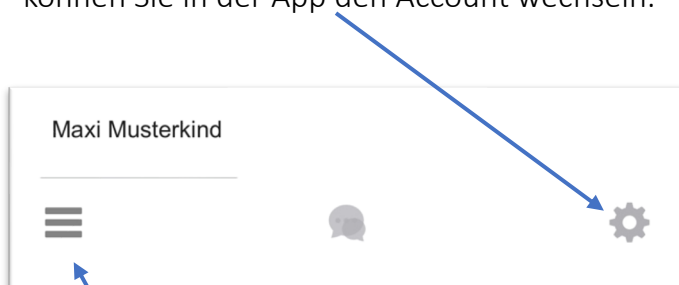 können Sie in der App den Account wechseln.
Maxi Musterkind